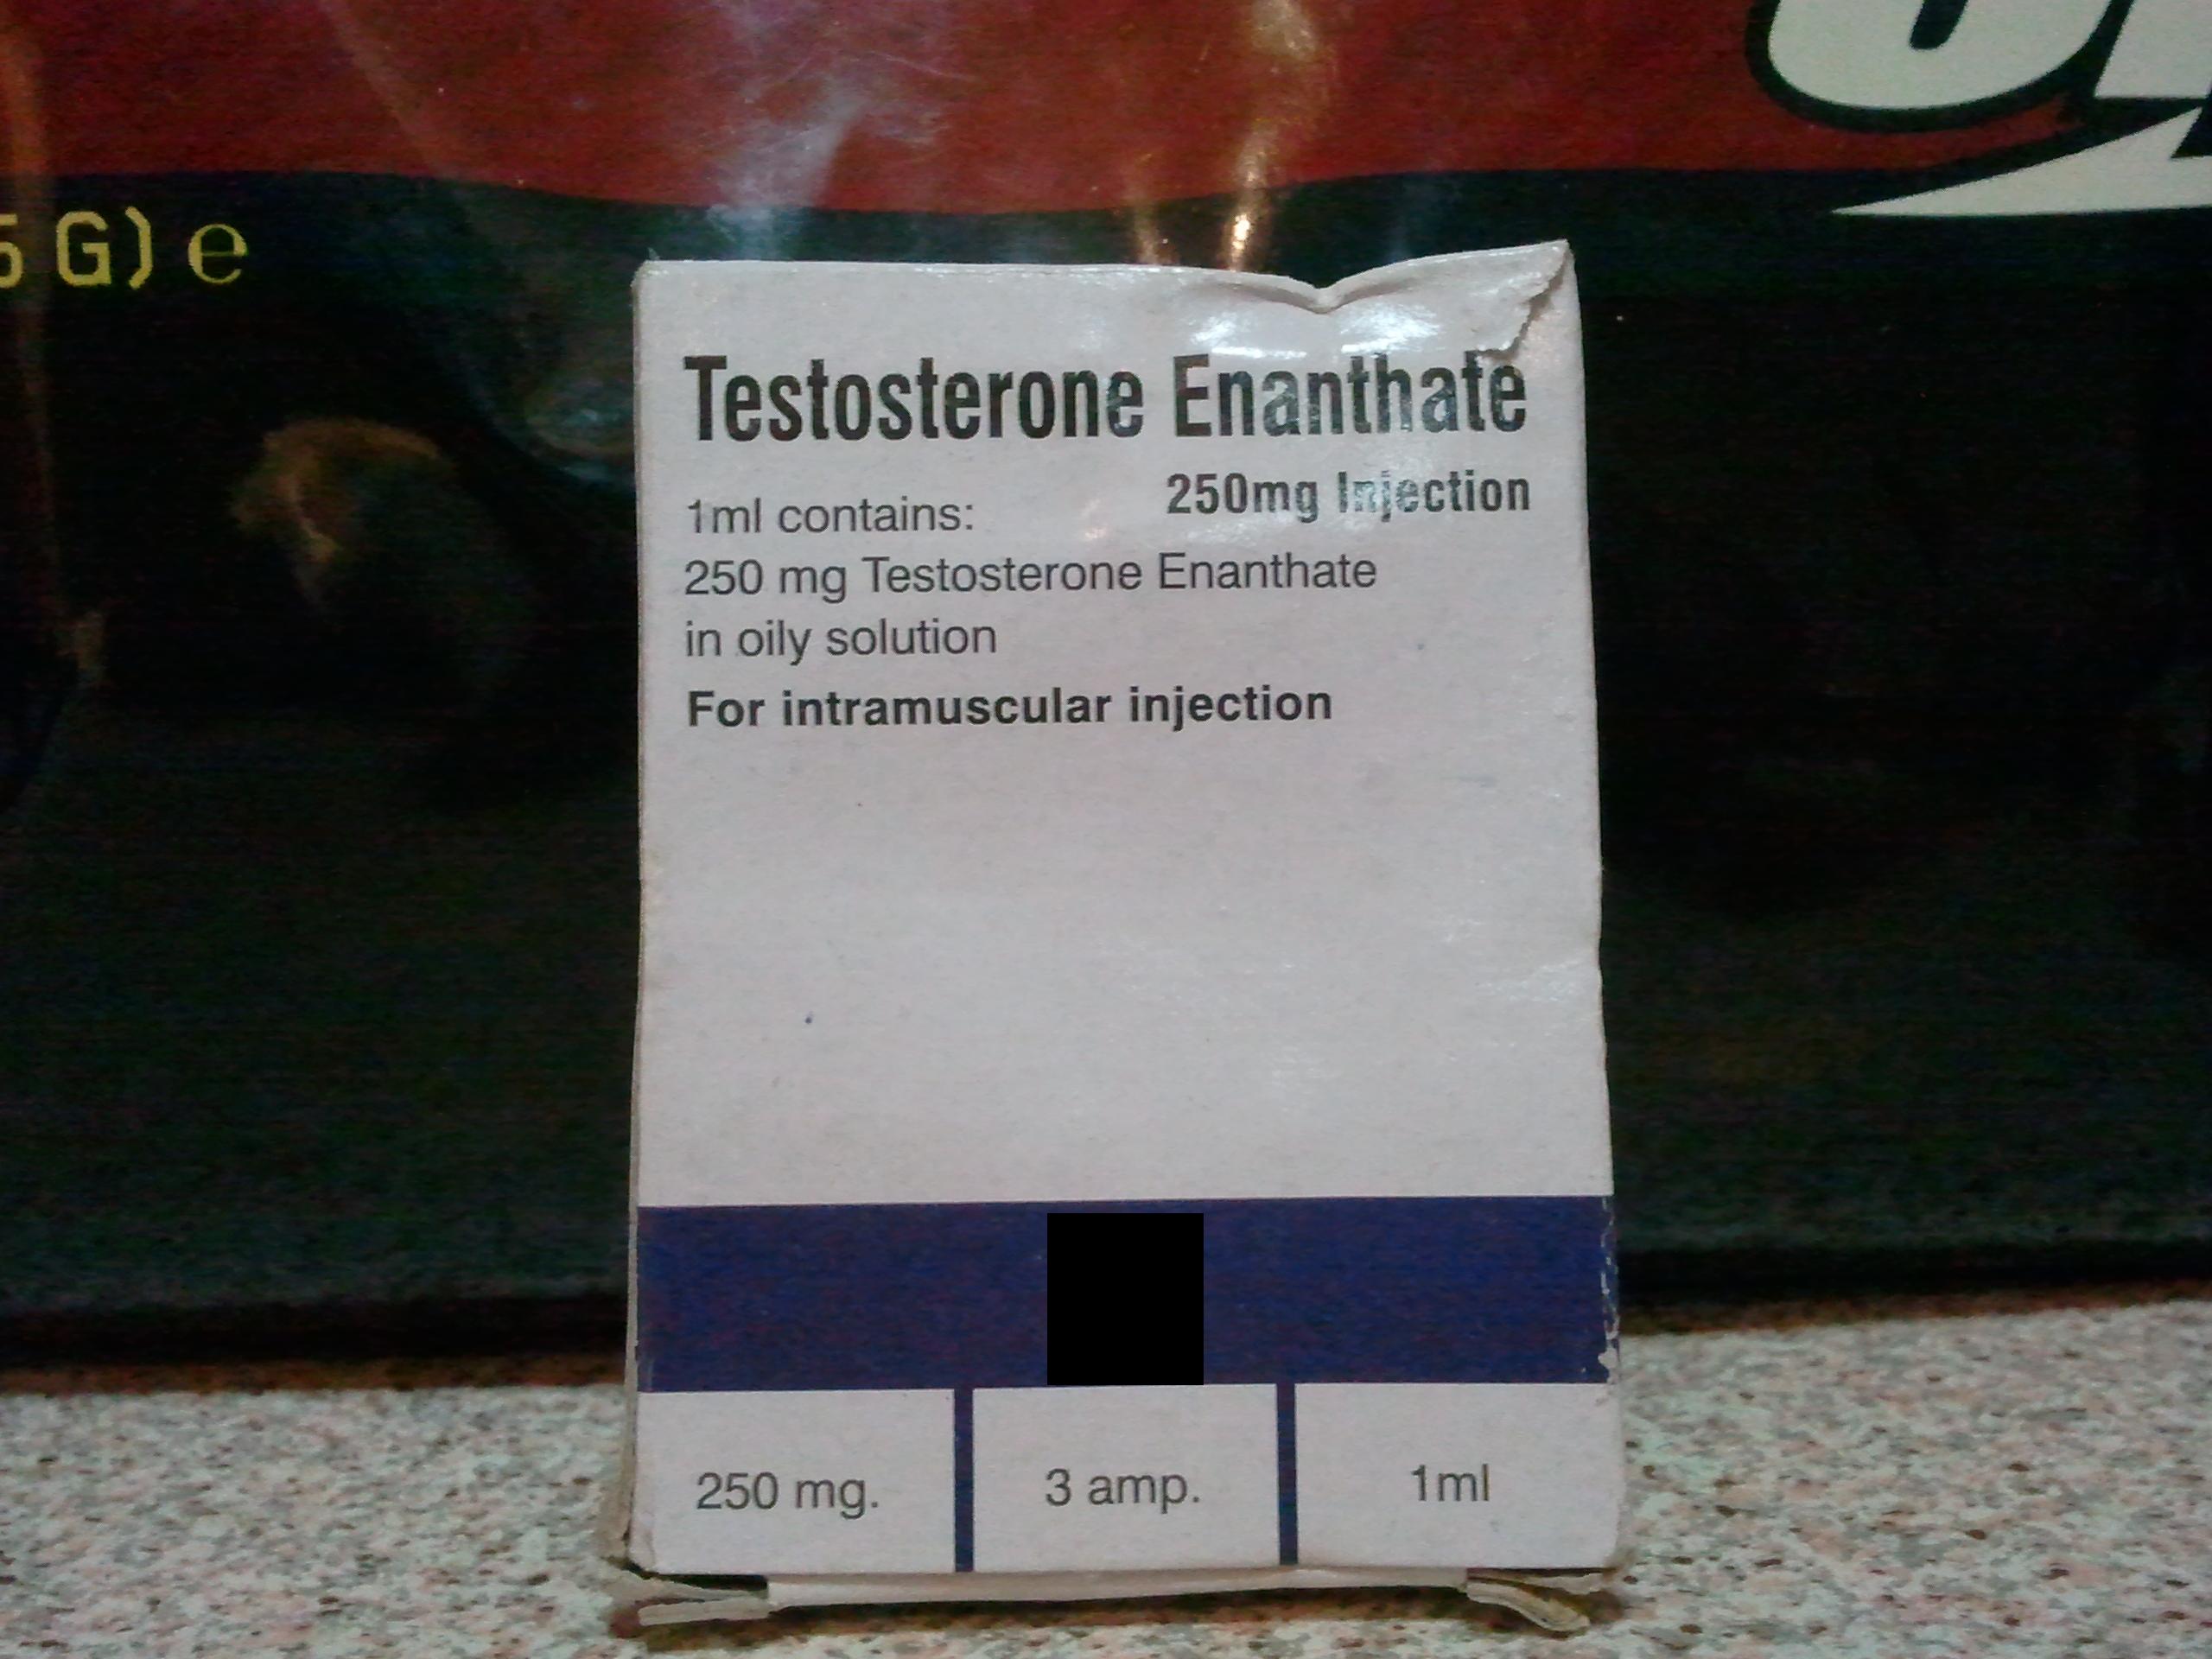 5 G) e
Testosterone Enanthate
250mg Injection
1ml contains:
250 mg Testosterone Enanthate
in oily solution
For intramuscular injection
250 mg.
3 amp.
1ml